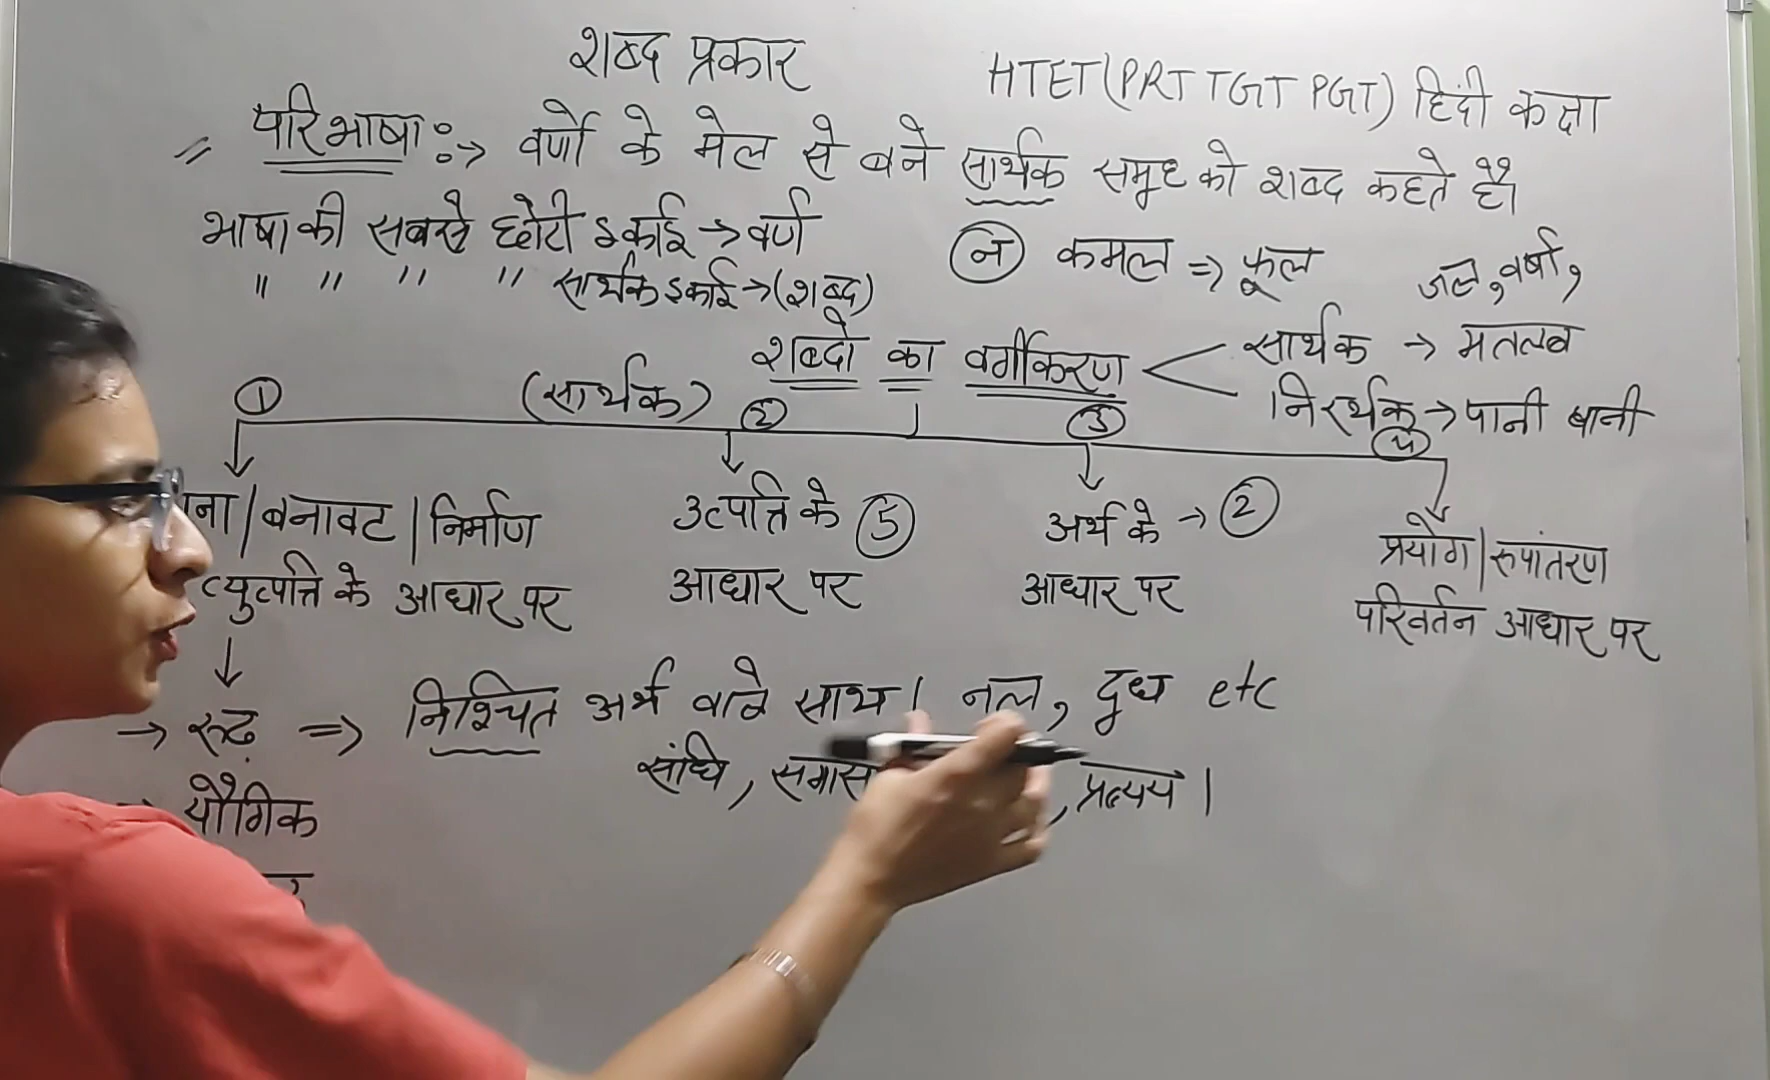 शब्द प्रकार
HTET(PRT TGT PGT) हिंदी कक्षा
परिभाषा :→ वर्णो के मेल से बने सार्थक समूह को शब्द कहते है।
भाषा की सबसे छोटी इकाई → वर्ण
" " " " सार्थक इकाई → (शब्द)
न कमल ⇒ फूल जल, वर्षा,
शब्दो का वर्गीकरण
सार्थक → मतलब
निरर्थक → पानी बानी
(सार्थक)
1 2 3 4
ना / बनावट / निर्माण
व्युत्पत्ति के आधार पर
उत्पत्ति के 5
आधार पर
अर्थ के → 2
आधार पर
प्रयोग / रूपांतरण
परिवर्तन आधार पर
→ रूढ़ ⇒ निश्चित अर्थ वाले साथ। नल, दूध etc
→ यौगिक
संधि, समास , प्रत्यय।